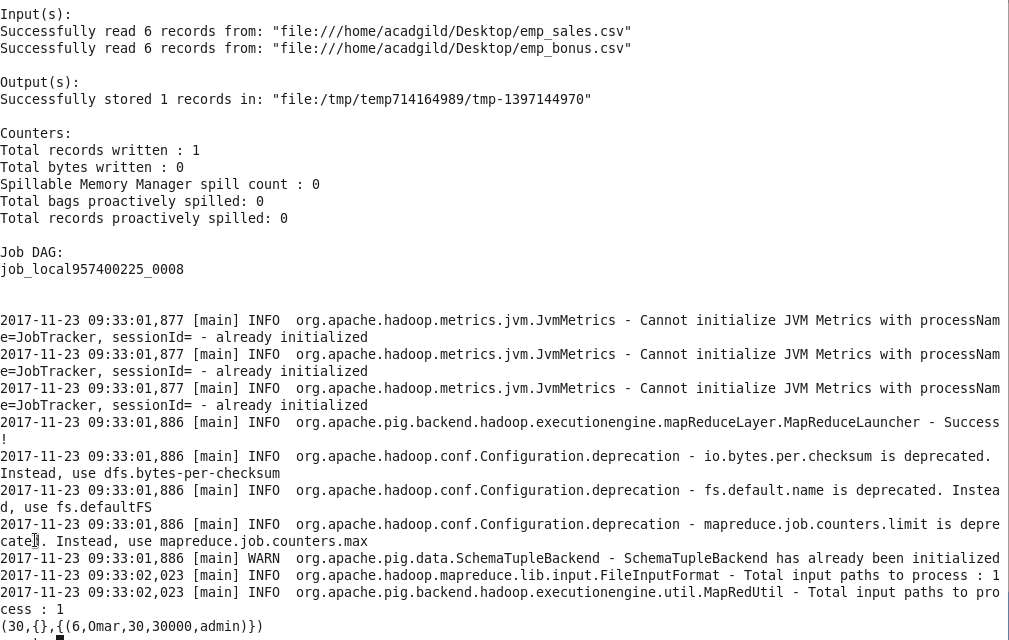 Input(s):
Successfully read 6 records from: "file:///home/acadgild/Desktop/emp_sales.csv"
Successfully read 6 records from: "file:///home/acadgild/Desktop/emp_bonus.csv"
Output(s):
Successfully stored 1 records in: "file:/tmp/temp714164989/tmp-1397144970"
Counters:
Total records written : 1
Total bytes written : 0
Spillable Memory Manager spill count : 0
Total bags proactively spilled: 0
Total records proactively spilled: 0
Job DAG:
job_local957400225_0008
2017-11-23 09:33:01,877 [main] INFO  org.apache.hadoop.metrics.jvm.JvmMetrics - Cannot initialize JVM Metrics with processNam
e=JobTracker, sessionId= - already initialized
2017-11-23 09:33:01,877 [main] INFO  org.apache.hadoop.metrics.jvm.JvmMetrics - Cannot initialize JVM Metrics with processNam
e=JobTracker, sessionId= - already initialized
2017-11-23 09:33:01,877 [main] INFO  org.apache.hadoop.metrics.jvm.JvmMetrics - Cannot initialize JVM Metrics with processNam
e=JobTracker, sessionId= - already initialized
2017-11-23 09:33:01,886 [main] INFO  org.apache.pig.backend.hadoop.executionengine.mapReduceLayer.MapReduceLauncher - Success
!
2017-11-23 09:33:01,886 [main] INFO  org.apache.hadoop.conf.Configuration.deprecation - io.bytes.per.checksum is deprecated.
Instead, use dfs.bytes-per-checksum
2017-11-23 09:33:01,886 [main] INFO  org.apache.hadoop.conf.Configuration.deprecation - fs.default.name is deprecated. Instea
d, use fs.defaultFS
2017-11-23 09:33:01,886 [main] INFO  org.apache.hadoop.conf.Configuration.deprecation - mapreduce.job.counters.limit is depre
cated. Instead, use mapreduce.job.counters.max
2017-11-23 09:33:01,886 [main] WARN  org.apache.pig.data.SchemaTupleBackend - SchemaTupleBackend has already been initialized
2017-11-23 09:33:02,023 [main] INFO  org.apache.hadoop.mapreduce.lib.input.FileInputFormat - Total input paths to process : 1
2017-11-23 09:33:02,023 [main] INFO  org.apache.pig.backend.hadoop.executionengine.util.MapRedUtil - Total input paths to pro
cess : 1
(30,{},{(6,Omar,30,30000,admin)})